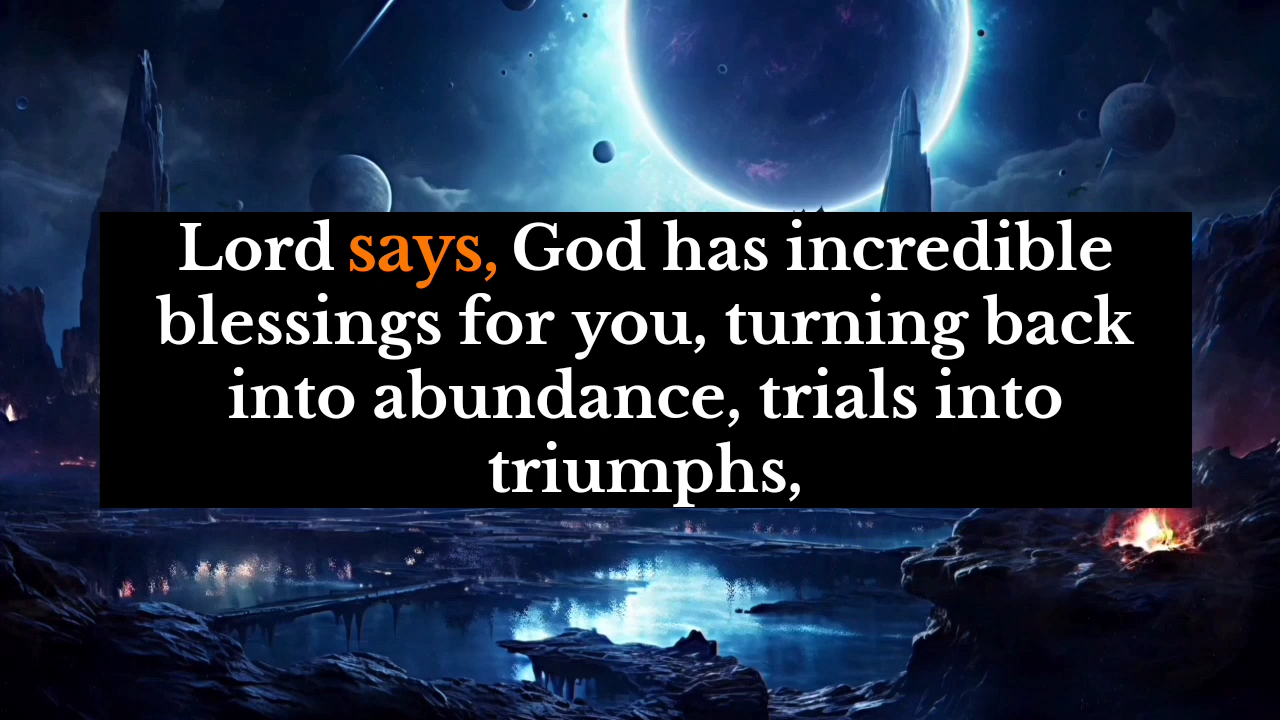 Lord says, God has incredible
blessings for you, turning back
into abundance, trials into
triumphs,